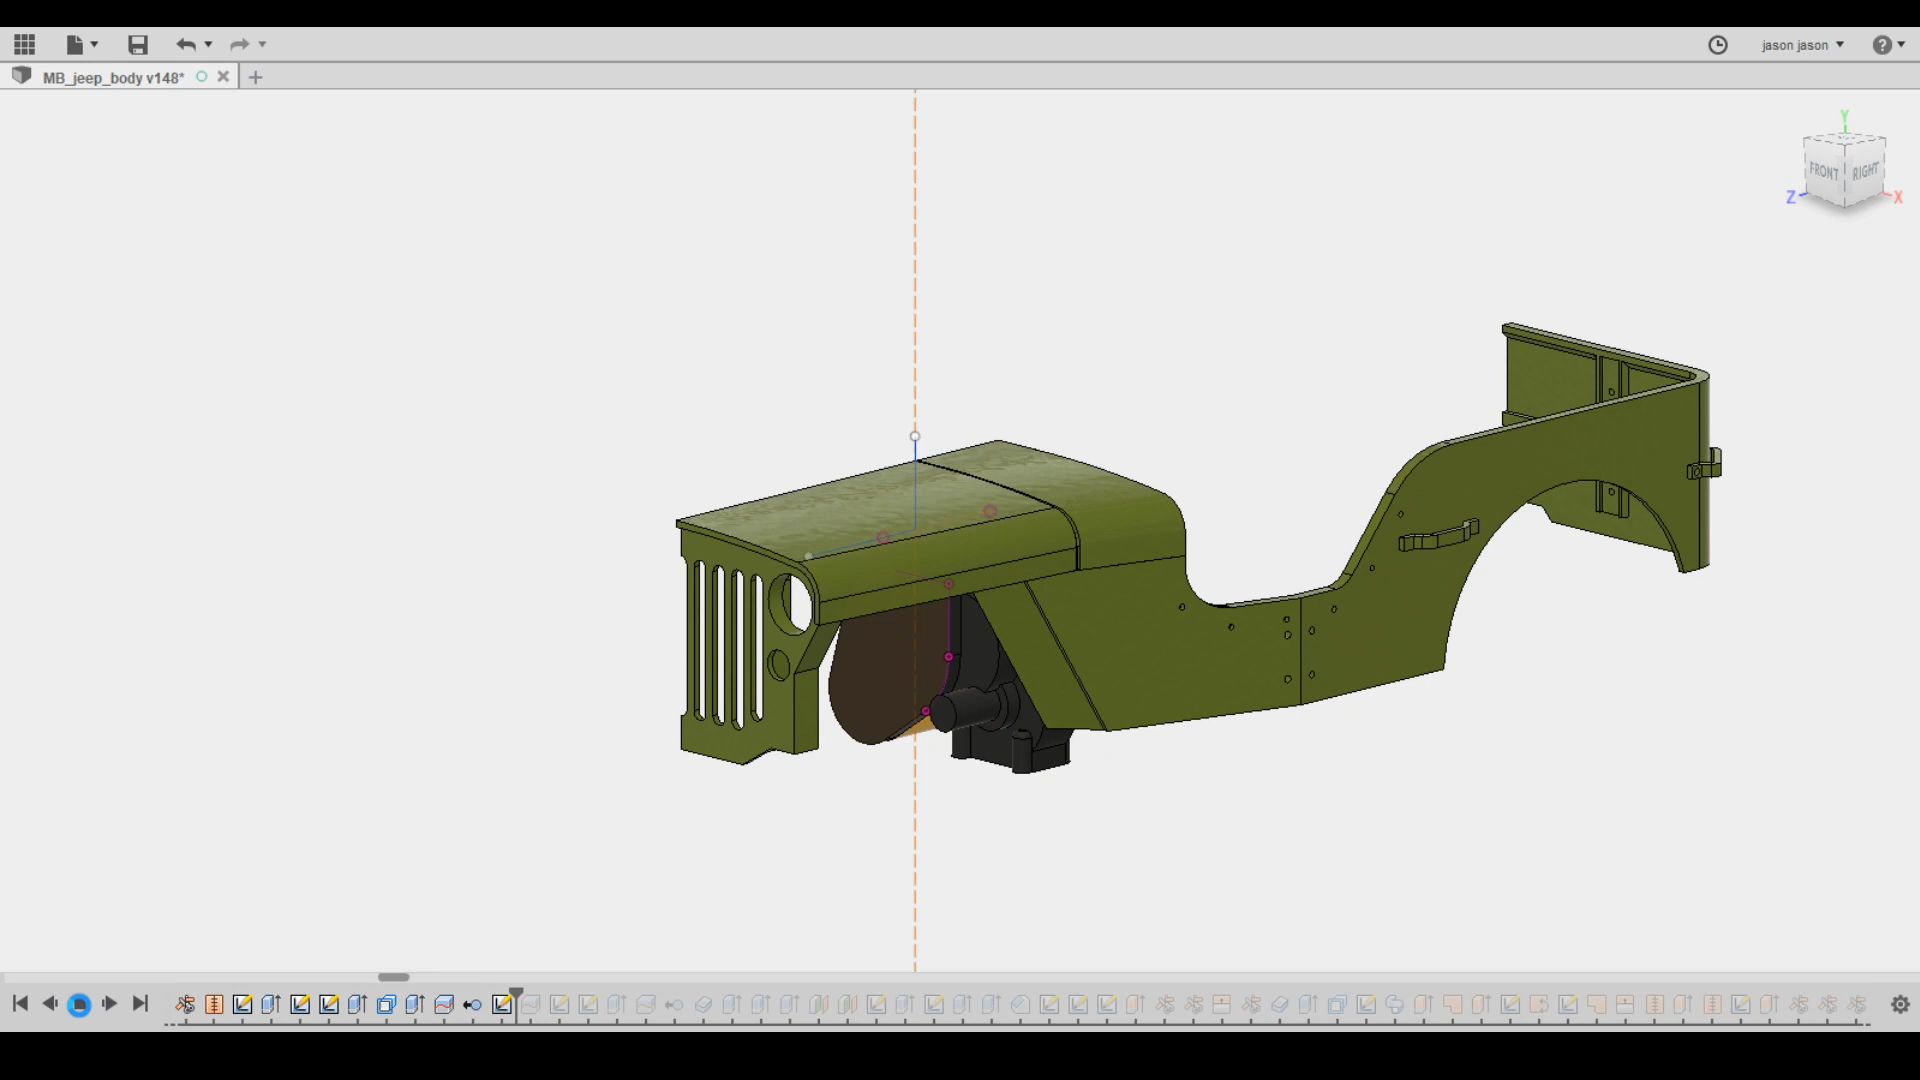 jason jason
MB_jeep_body v148*
Y
FRONT
RIGHT
Z
X